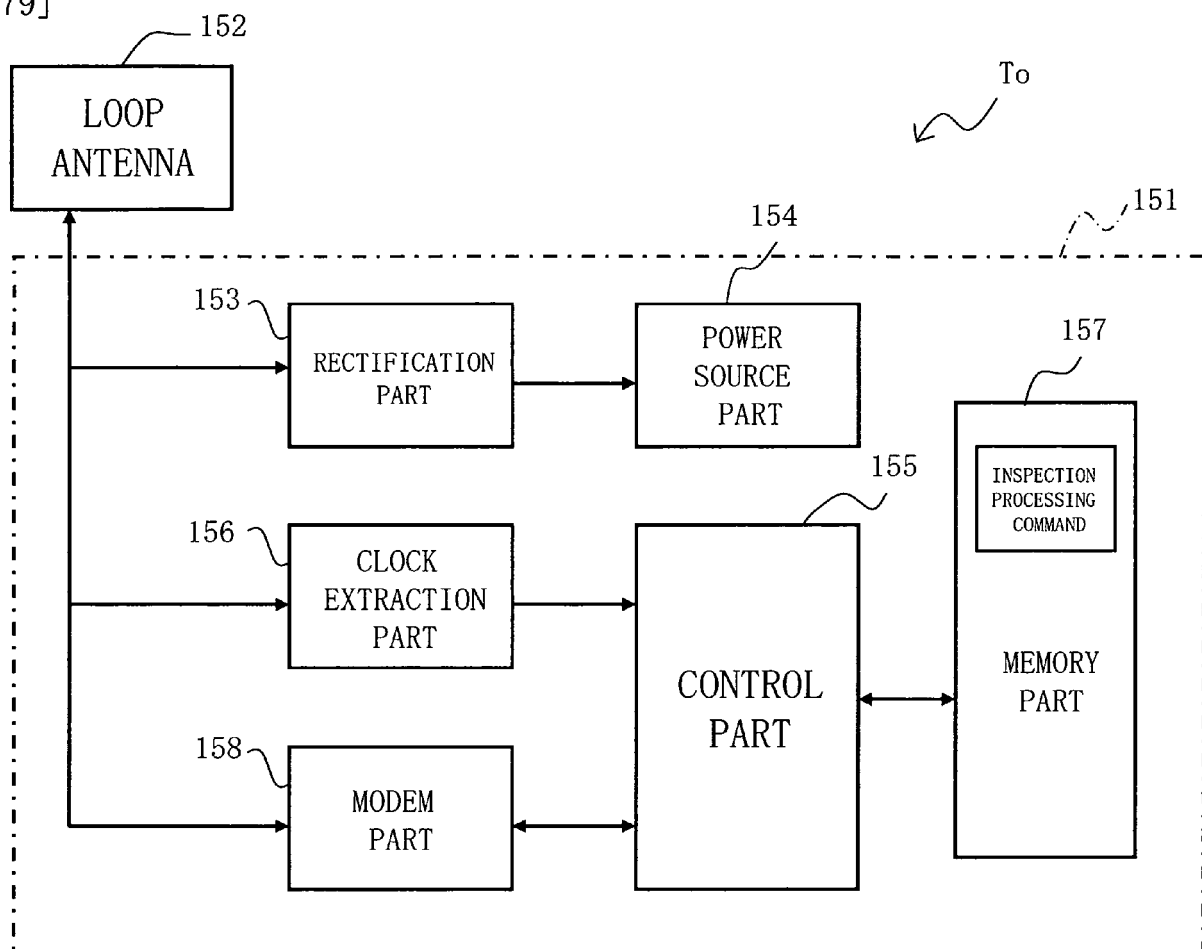 79]
152
LOOP
ANTENNA
To
151
154
153
RECTIFICATION
PART
POWER
SOURCE
PART
157
INSPECTION
PROCESSING
COMMAND
155
156
CLOCK
EXTRACTION
PART
CONTROL
PART
MEMORY
PART
158
MODEM
PART